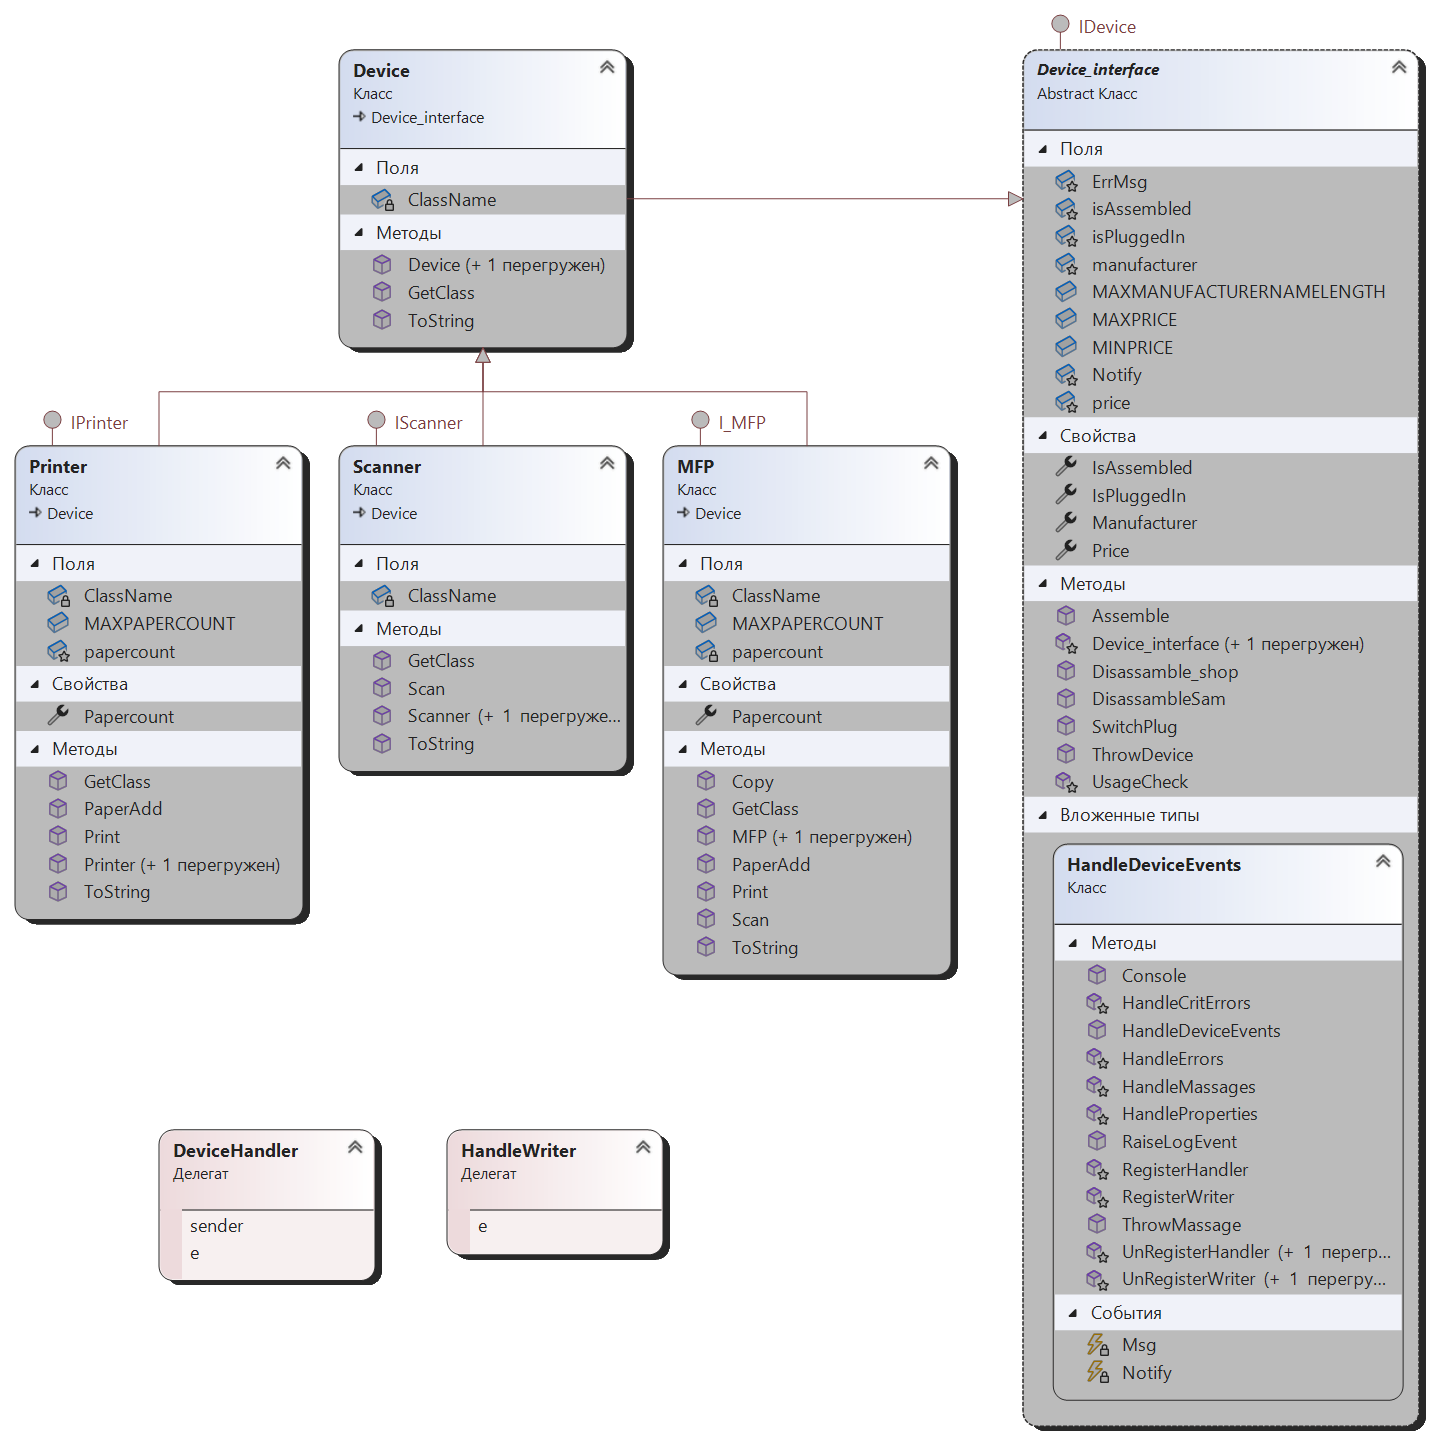 IDevice
Device
Класс
Device_interface
Поля
ClassName
Методы
Device (+ 1 перегружен)
GetClass
ToString
Device_interface
Abstract Класс
Поля
ErrMsg
isAssembled
isPluggedIn
manufacturer
MAXMANUFACTURERNAMELENGTH
MAXPRICE
MINPRICE
Notify
price
Свойства
IsAssembled
IsPluggedIn
Manufacturer
Price
Методы
Assemble
Device_interface (+ 1 перегружен)
Disassamble_shop
DisassambleSam
SwitchPlug
ThrowDevice
UsageCheck
Вложенные типы
HandleDeviceEvents
Класс
Методы
Console
HandleCritErrors
HandleDeviceEvents
HandleErrors
HandleMassages
HandleProperties
RaiseLogEvent
RegisterHandler
RegisterWriter
ThrowMassage
UnRegisterHandler (+ 1 перегр...
UnRegisterWriter (+ 1 перегру...
События
Msg
Notify
IPrinter
Printer
Класс
Device
Поля
ClassName
MAXPAPERCOUNT
papercount
Свойства
Papercount
Методы
GetClass
PaperAdd
Print
Printer (+ 1 перегружен)
ToString
IScanner
Scanner
Класс
Device
Поля
ClassName
Методы
GetClass
Scan
Scanner (+ 1 перегруже...
ToString
I_MFP
MFP
Класс
Device
Поля
ClassName
MAXPAPERCOUNT
papercount
Свойства
Papercount
Методы
Copy
GetClass
MFP (+ 1 перегружен)
PaperAdd
Print
Scan
ToString
DeviceHandler
Делегат
sender
e
HandleWriter
Делегат
e